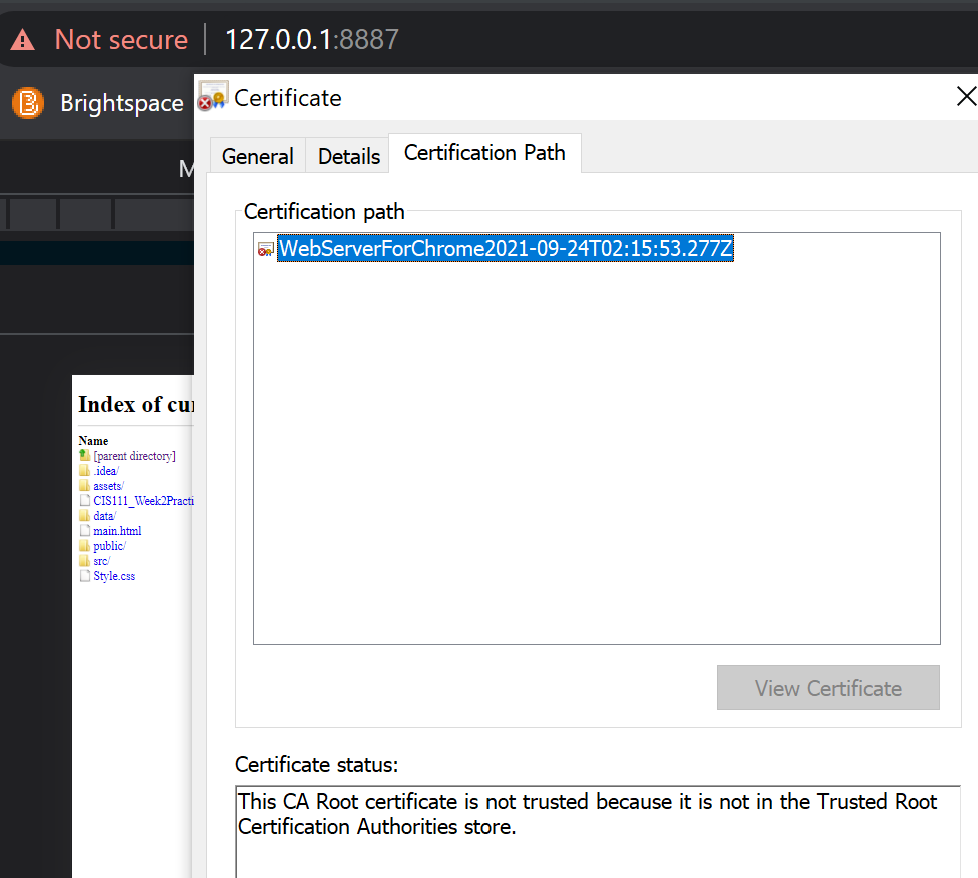 Not secure
127.0.0.1:8887
Brightspace
Certificate
General
Details
Certification Path
M
Certification path
WebServerForChrome2021-09-24T02:15:53.277Z
Index of
Name
[parent directory]
.idea/
assets/
CIS111_Week2Practi
data/
main.html
public/
src/
Style.css
View Certificate
Certificate status:
This CA Root certificate is not trusted because it is not in the Trusted Root
Certification Authorities store.